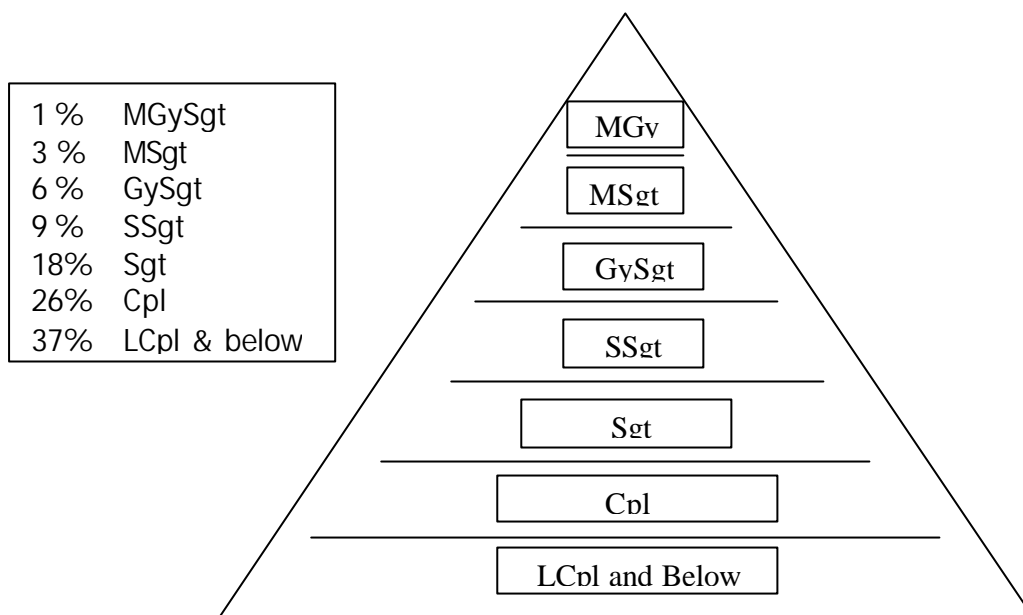 1 % MGySgt
3 % MSgt
6 % GySgt
9 % SSgt
18% Sgt
26% Cpl
37% LCpl & below
MGy
MSgt
GySgt
SSgt
Sgt
Cpl
LCpl and Below